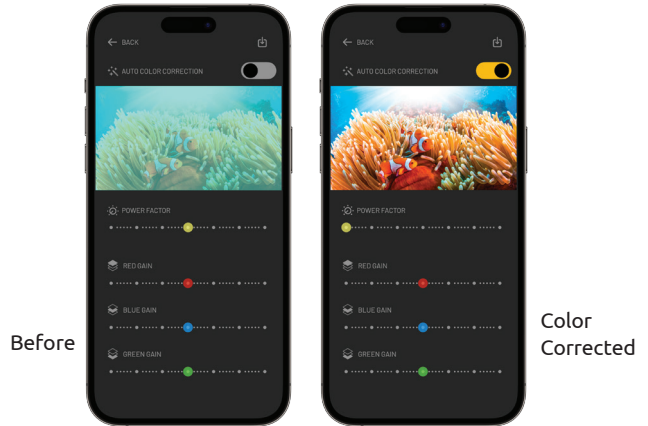 BACK
AUTO COLOR CORRECTION
POWER FACTOR
RED GAIN
BLUE GAIN
GREEN GAIN
Before
BACK
AUTO COLOR CORRECTION
POWER FACTOR
RED GAIN
BLUE GAIN
GREEN GAIN
Color
Corrected